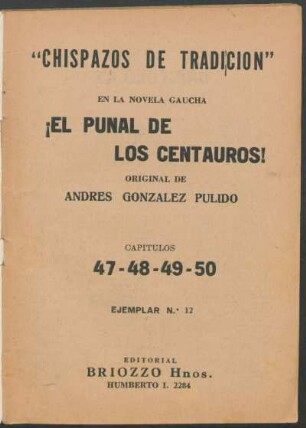 "CHISPAZOS DE TRADICION"
EN LA NOVELA GAUCHA
¡EL PUNAL DE
LOS CENTAUROS!
ORIGINAL DE
ANDRES GONZALEZ PULIDO
CAPITULOS
47-48-49-50
EJEMPLAR N.° 12
EDITORIAL
BRIOZZO Hnos.
HUMBERTO I. 2284